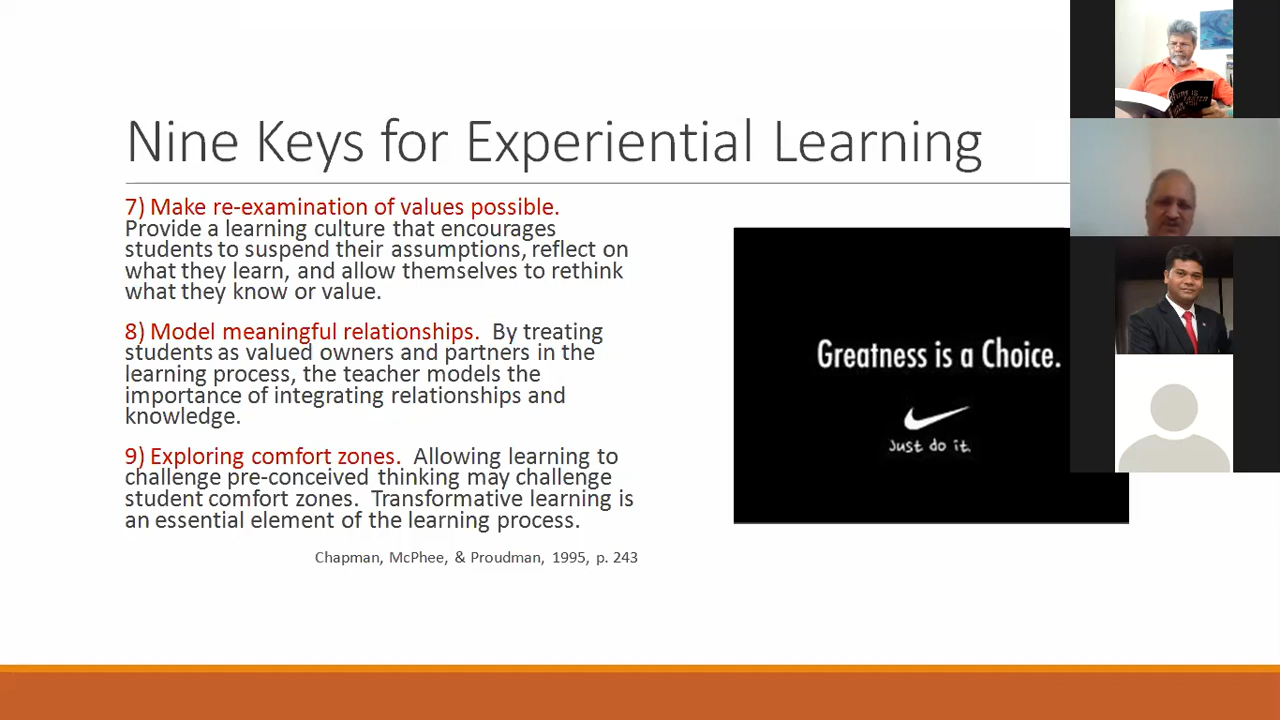 Nine Keys for Experiential Learning
7) Make re-examination of values possible.
Provide a learning culture that encourages
students to suspend their assumptions, reflect on
what they learn, and allow themselves to rethink
what they know or value.
8) Model meaningful relationships. By treating
students as valued owners and partners in the
learning process, the teacher models the
importance of integrating relationships and
knowledge.
9) Exploring comfort zones. Allowing learning to
challenge pre-conceived thinking may challenge
student comfort zones. Transformative learning is
an essential element of the learning process.
Chapman, McPhee, & Proudman, 1995, p. 243
Greatness is a Choice.
Just do it.